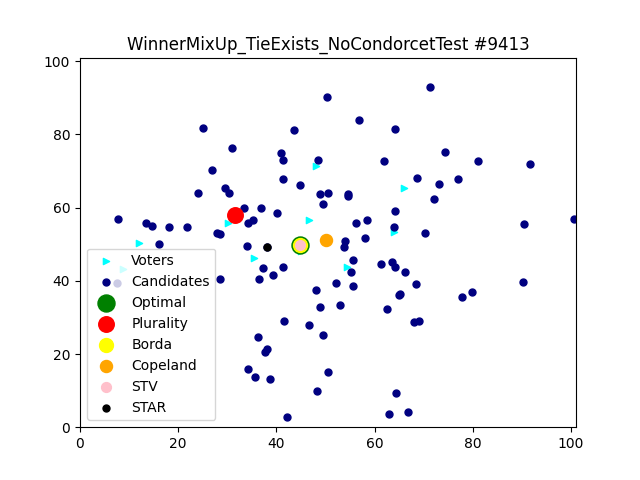 WinnerMixUp_TieExists_NoCondorcetTest #9413
100
80
60
40
20
0
Voters
Candidates
Optimal
Plurality
Borda
Copeland
STV
STAR
0 20 40 60 80 100